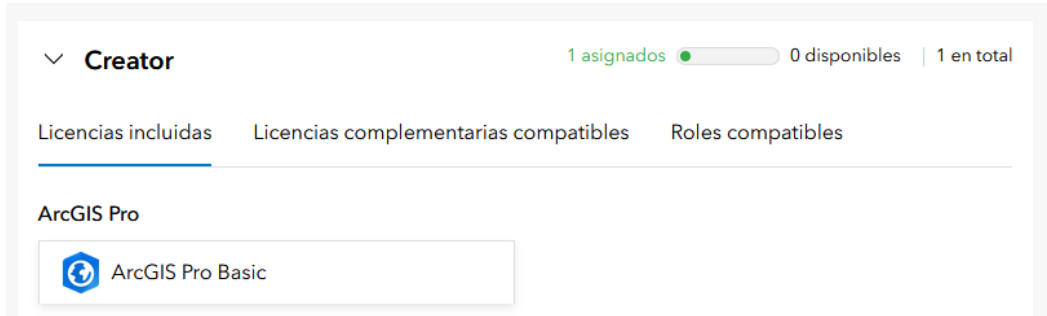 Creator 1 asignados 0 disponibles 1 en total
Licencias incluidas Licencias complementarias compatibles Roles compatibles
ArcGIS Pro
ArcGIS Pro Basic